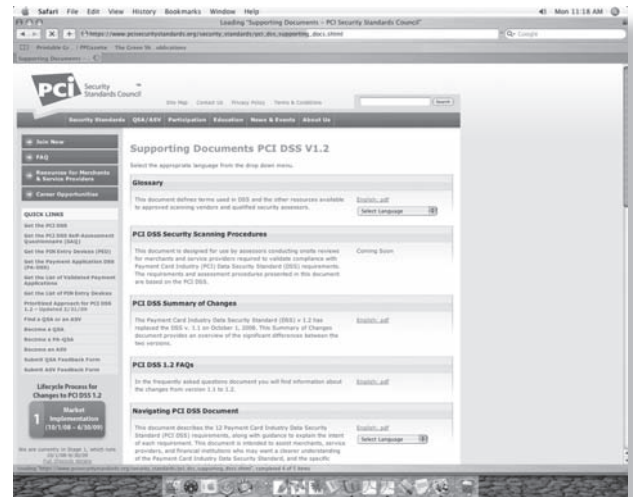 Safari File Edit View History Bookmarks Window Help
Mon 11:18 AM
Loading "Supporting Documents – PCI Security Standards Council"
Google
PCI Security
Standards Council
Site Map Contact Us Privacy Policy Terms & Conditions
Search
Security Standards QSA/ASV Participation Education News & Events About Us
Join Now
FAQ
Resources for Merchants
& Service Providers
Career Opportunities
QUICK LINKS
Get the PCI DSS
Get the PCI DSS Self-Assessment
Questionnaire (SAQ)
Get the PIN Entry Devices (PED)
Get the Payment Application DSS
(PA-DSS)
Get the List of Validated Payment
Applications
Get the List of PIN Entry Devices
Prioritized Approach for PCI DSS
Find a QSA or an ASV
Become a QSA
Become a PA-QSA
Become an ASV
Submit QSA Feedback Form
Submit ASV Feedback Form
Lifecycle Process for
Changes to PCI DSS 1.2
1 Market
Implementation
(10/1/08 – 6/30/09)
Supporting Documents PCI DSS V1.2
Select the appropriate language from the drop down menu.
Glossary
This document defines terms used in DSS and the other resources available
to approved scanning vendors and qualified security assessors.
English .pdf
Select Language
PCI DSS Security Scanning Procedures
This document is designed for use by assessors conducting onsite reviews
for merchants and service providers required to validate compliance with
Payment Card Industry (PCI) Data Security Standard (DSS) requirements.
The requirements and assessment procedures presented in this document
are based on the PCI DSS.
Coming Soon
PCI DSS Summary of Changes
The Payment Card Industry Data Security Standard (DSS) v 1.2 has
replaced the DSS v. 1.1 on October 1, 2008. This Summary of Changes
document provides an overview of the significant differences between the
two versions.
English .pdf
PCI DSS 1.2 FAQs
In the frequently asked questions document you will find information about
the changes from version 1.1 to 1.2.
English .pdf
Navigating PCI DSS Document
This document describes the 12 Payment Card Industry Data Security
Standard (PCI DSS) requirements, along with guidance to explain the intent
of each requirement. This document is intended to assist merchants, service
providers, and financial institutions who may want a clearer understanding
of the Payment Card Industry Data Security Standard, and the specific
English .pdf
Select Language